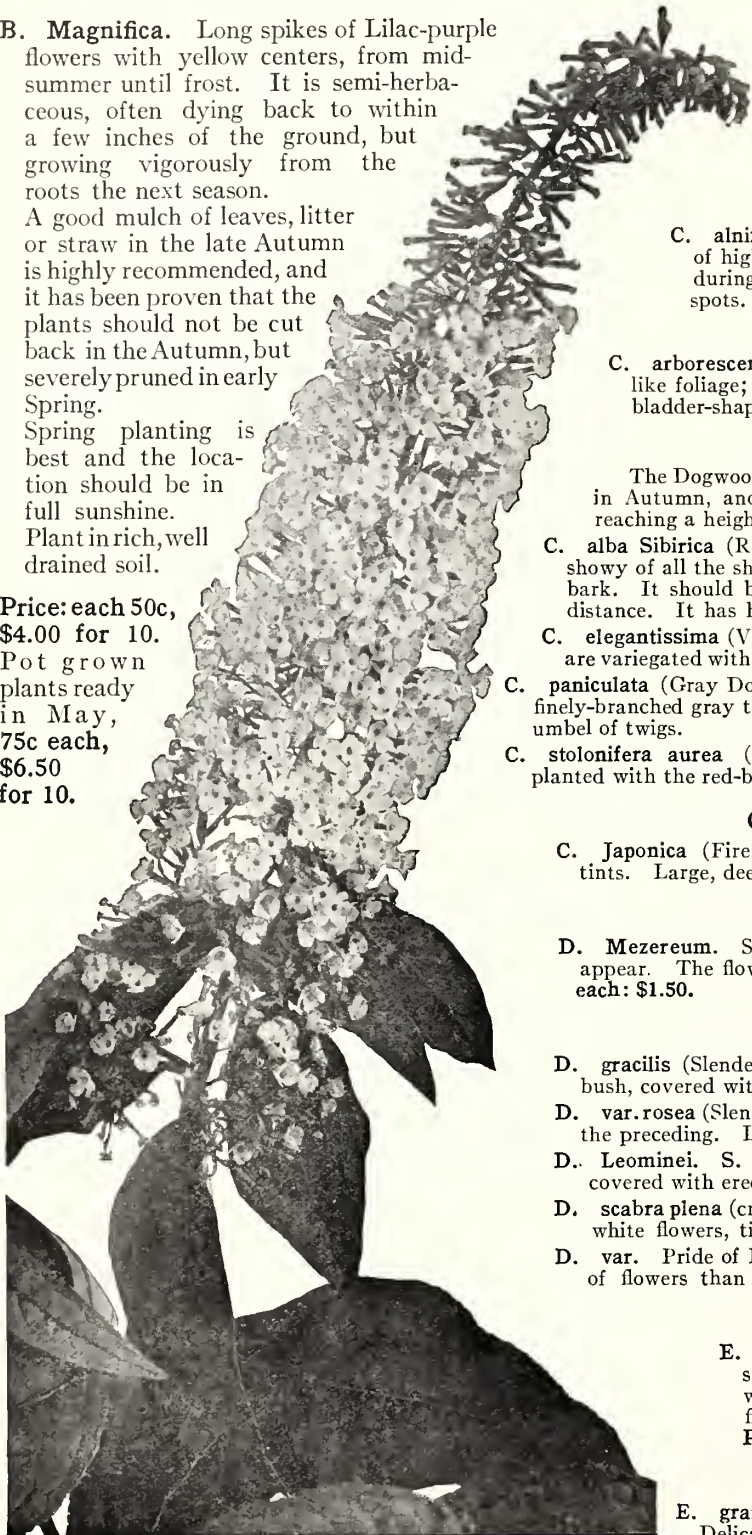 B. Magnifica. Long spikes of Lilac-purple
flowers with yellow centers, from mid-
summer until frost. It is semi-herba-
ceous, often dying back to within
a few inches of the ground, but
growing vigorously from the
roots the next season.
A good mulch of leaves, litter
or straw in the late Autumn
is highly recommended, and
it has been proven that the
plants should not be cut
back in the Autumn, but
severely pruned in early
Spring.
Spring planting is
best and the loca-
tion should be in
full sunshine.
Plant in rich, well
drained soil.
Price: each 50c,
$4.00 for 10.
Pot grown
plants ready
in May,
75c each,
$6.50
for 10.
C. alni
of hig
during
spots.
C. arborescen
like foliage;
bladder-shap
The Dogwoo
in Autumn, and
reaching a heigh
C. alba Sibirica (R
showy of all the sh
bark. It should b
distance. It has
C. elegantissima (V
are variegated with
C. paniculata (Gray Do
finely-branched gray t
umbel of twigs.
C. stolonifera aurea (
planted with the red-b
C. Japonica (Fire
tints. Large, dee
D. Mezereum. S
appear. The flow
each: $1.50.
D. gracilis (Slende
bush, covered wit
D. var. rosea (Slen
the preceding. L
D. Leominei. S.
covered with erec
D. scabra plena (cr
white flowers, ti
D. var. Pride of
of flowers than
E.
s
w
f
E. gra
Delic